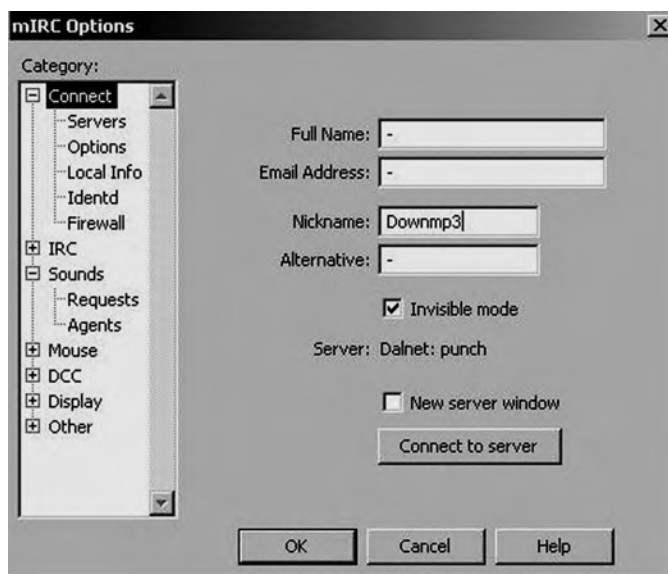 mIRC Options
Category:
Connect
Servers
Options
Local Info
Identd
Firewall
IRC
Sounds
Requests
Agents
Mouse
DCC
Display
Other
Full Name: -
Email Address: -
Nickname: Downmp3
Alternative: -
Invisible mode
Server: Dalnet: punch
New server window
Connect to server
OK Cancel Help